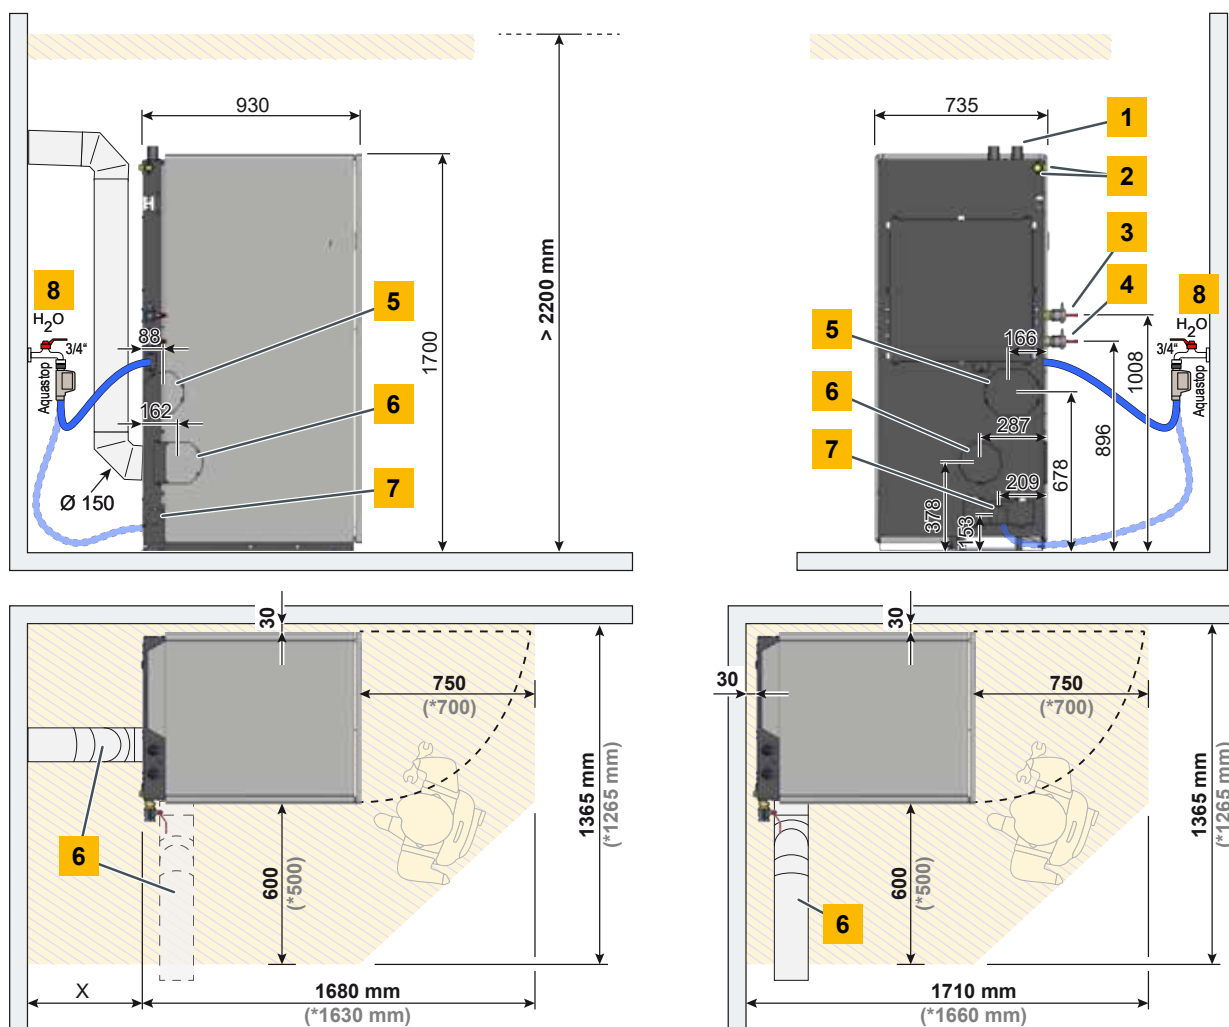 930
1700
> 2200 mm
8
H₂O
3/4“
Aquastop
88
162
Ø 150
H
5
6
7
735
1
2
3
4
5
6
7
8
H₂O
3/4“
Aquastop
166
287
209
378
153
678
896
1008
30
750
(*700)
600
(*500)
1365 mm
(*1265 mm)
6
X
1680 mm
(*1630 mm)
30
30
750
(*700)
600
(*500)
1365 mm
(*1265 mm)
6
1710 mm
(*1660 mm)